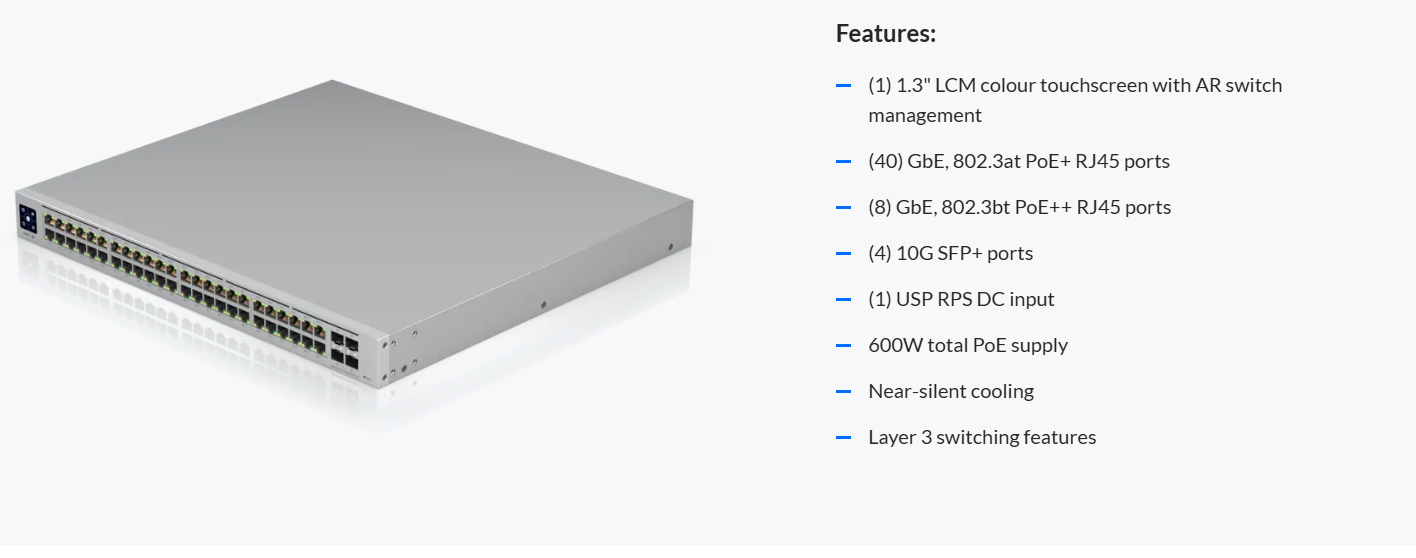 Features:
(1) 1.3" LCM colour touchscreen with AR switch
management
(40) GbE, 802.3at PoE+ RJ45 ports
(8) GbE, 802.3bt PoE++ RJ45 ports
(4) 10G SFP+ ports
(1) USP RPS DC input
600W total PoE supply
Near-silent cooling
Layer 3 switching features